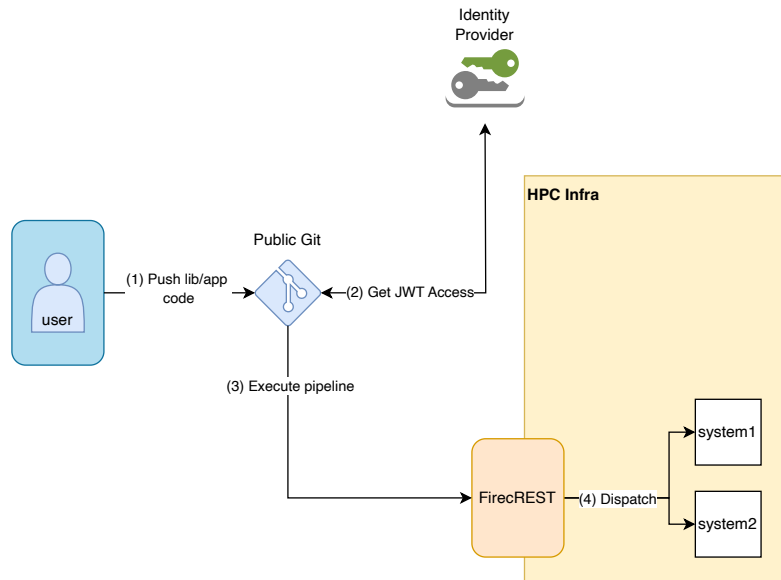 Identity
Provider
HPC Infra
Public Git
(1) Push lib/app
code
(2) Get JWT Access
user
(3) Execute pipeline
system1
FirecREST
(4) Dispatch
system2